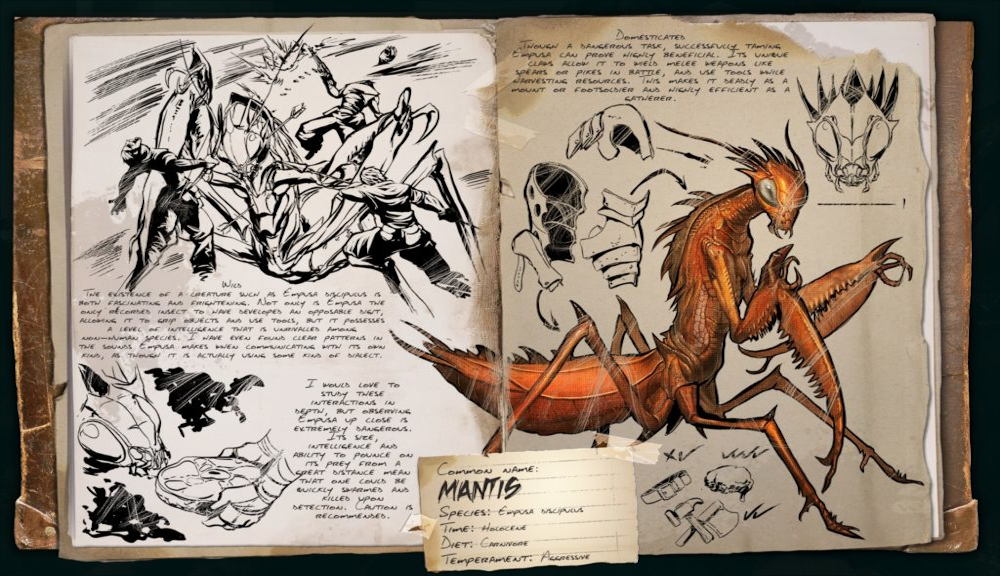 Wild
The existence of a creature such as Empusa discipulus is
both fascinating and frightening. Not only is Empusa the
only recorded insect to have developed an opposable digit,
allowing it to grip objects and use tools, but it possesses
a level of intelligence that is unrivalled among
non-human species. I have even found clear patterns in
the sounds Empusa makes when communicating with its own
kind, as though it is actually using some kind of dialect.
I would love to
study these
interactions in
depth, but observing
Empusa up close is
extremely dangerous.
Its size,
intelligence and
ability to pounce on
its prey from a
great distance mean
that one could be
quickly swarmed and
killed upon
detection. Caution is
recommended.
Domesticated
Though a dangerous task, successfully taming
Empusa can prove highly beneficial. Its unique
claws allow it to wield melee weapons like
spears or pikes in battle, and use tools while
harvesting resources. This makes it deadly as a
mount or footsoldier and highly efficient as a
gatherer.
Common name:
MANTIS
Species: Empusa discipulus
Time: Holocene
Diet: Carnivore
Temperament: Aggressive